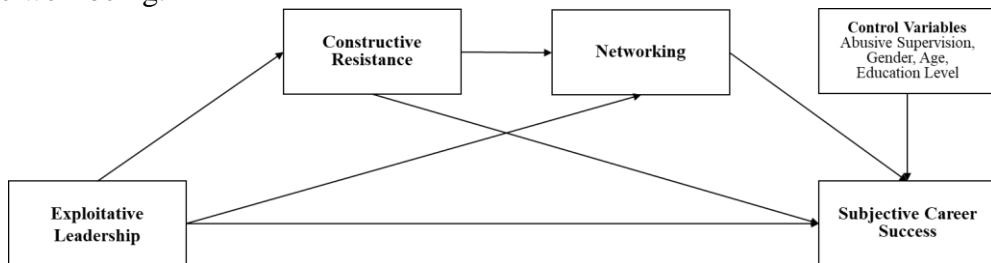 Constructive
Resistance
Networking
Control Variables
Abusive Supervision,
Gender, Age,
Education Level
Exploitative
Leadership
Subjective Career
Success